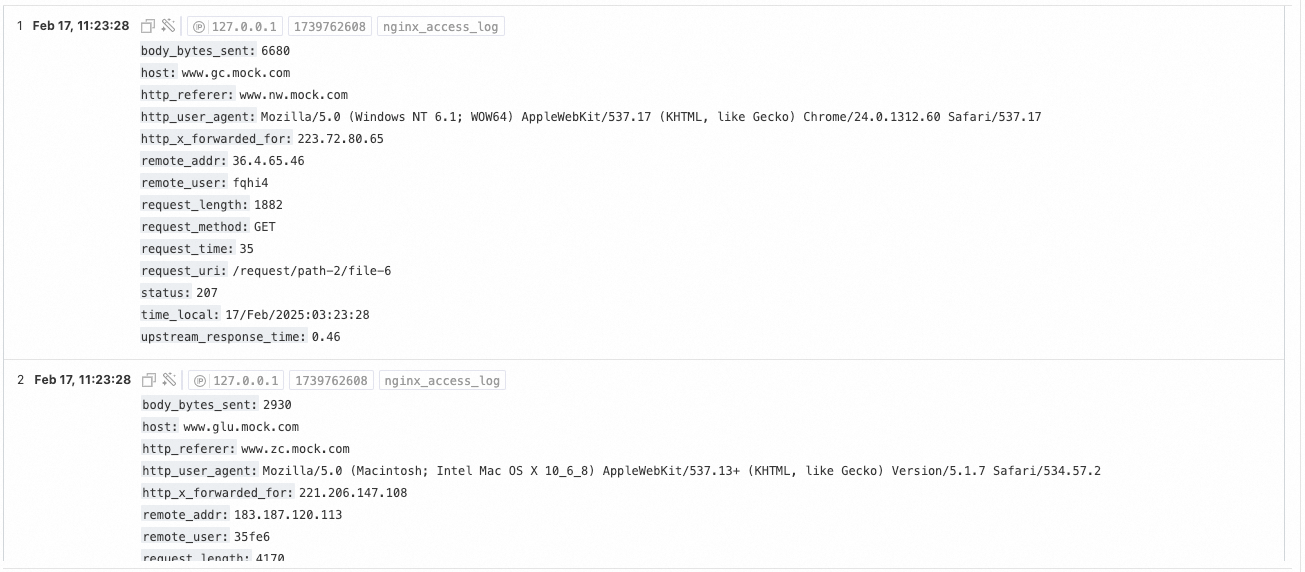 1 Feb 17, 11:23:28 IP 127.0.0.1 1739762608 nginx_access_log
body_bytes_sent: 6680
host: www.gc.mock.com
http_referer: www.nw.mock.com
http_user_agent: Mozilla/5.0 (Windows NT 6.1; WOW64) AppleWebKit/537.17 (KHTML, like Gecko) Chrome/24.0.1312.60 Safari/537.17
http_x_forwarded_for: 223.72.80.65
remote_addr: 36.4.65.46
remote_user: fqhi4
request_length: 1882
request_method: GET
request_time: 35
request_uri: /request/path-2/file-6
status: 207
time_local: 17/Feb/2025:03:23:28
upstream_response_time: 0.46
2 Feb 17, 11:23:28 IP 127.0.0.1 1739762608 nginx_access_log
body_bytes_sent: 2930
host: www.glu.mock.com
http_referer: www.zc.mock.com
http_user_agent: Mozilla/5.0 (Macintosh; Intel Mac OS X 10_6_8) AppleWebKit/537.13+ (KHTML, like Gecko) Version/5.1.7 Safari/534.57.2
http_x_forwarded_for: 221.206.147.108
remote_addr: 183.187.120.113
remote_user: 35fe6
request_length: 4170